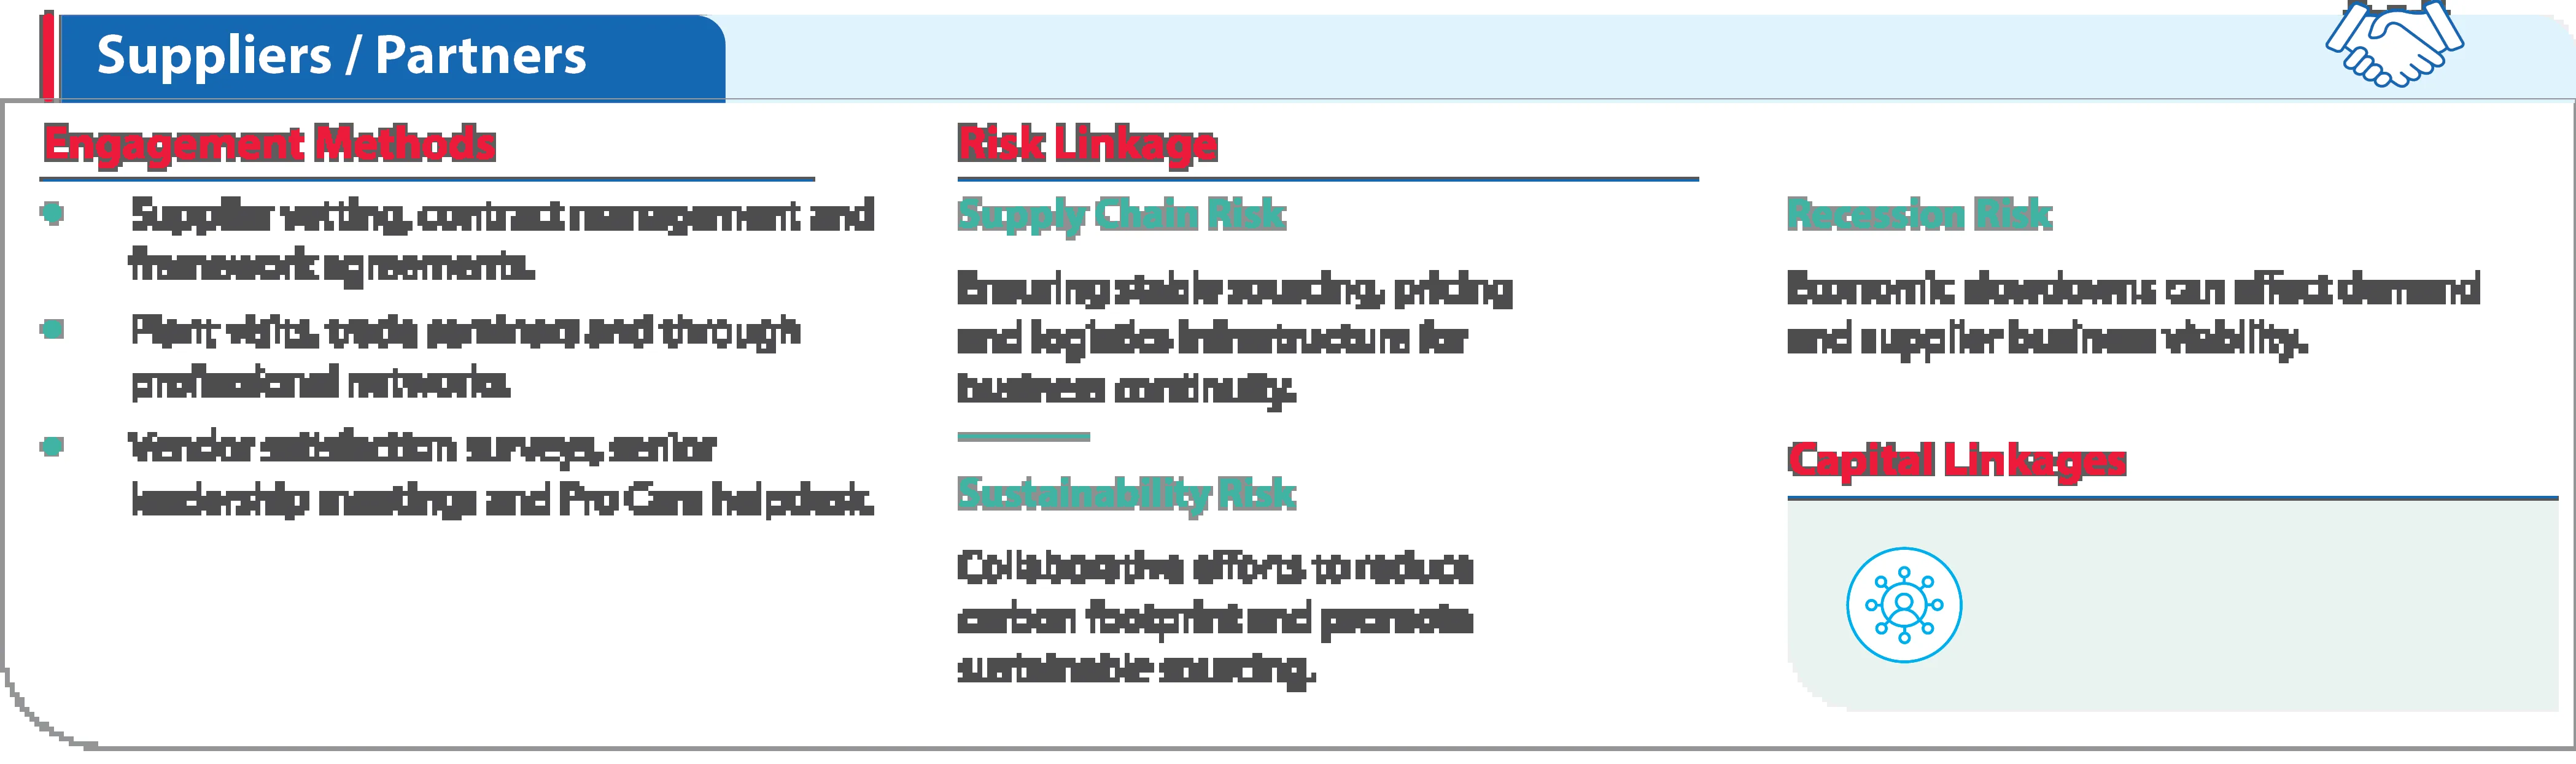 Suppliers / Partners
Engagement Methods
Supplier vetting, contract management and
framework agreements.
Plant visits, trade seminars and through
professional networks.
Vendor satisfaction surveys, senior
leadership meetings and Pro Care helpdesk.
Risk Linkage
Supply Chain Risk
Ensuring stable sourcing, pricing
and logistics infrastructure for
business continuity.
Sustainability Risk
Collaborative efforts to reduce
carbon footprint and promote
sustainable sourcing.
Recession Risk
Economic slowdowns can affect demand
and supplier business viability.
Capital Linkages